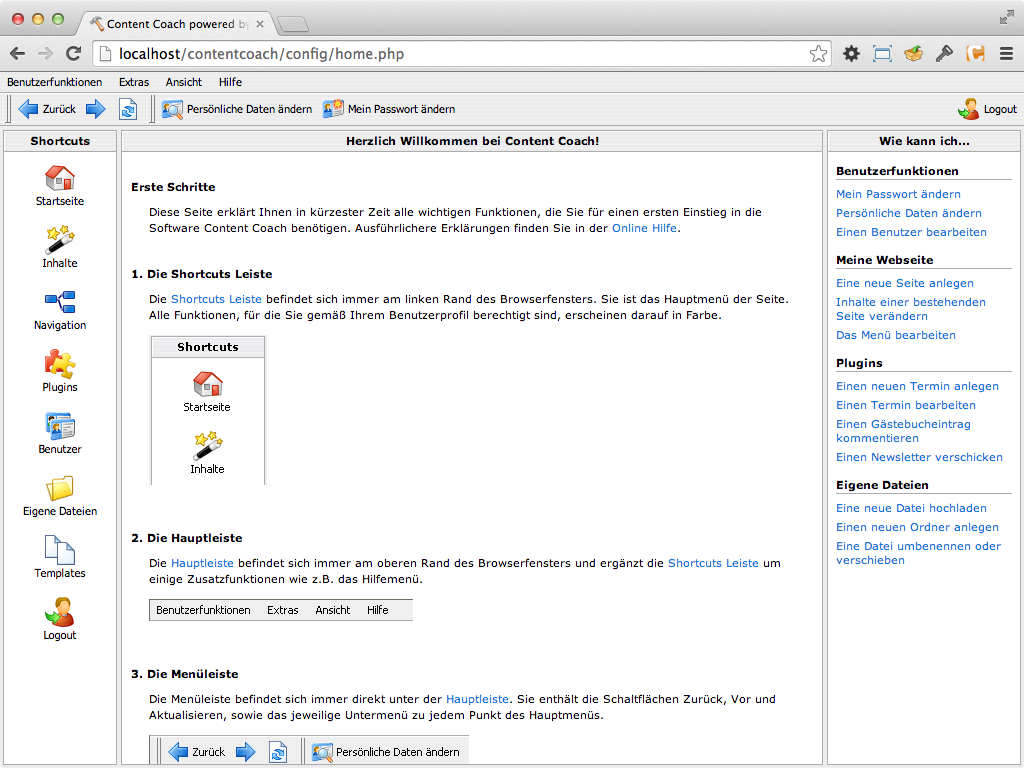 Content Coach powered by
localhost/contentcoach/config/home.php
Benutzerfunktionen Extras Ansicht Hilfe
Zurück Persönliche Daten ändern Mein Passwort ändern Logout
Shortcuts
Startseite
Inhalte
Navigation
Plugins
Benutzer
Eigene Dateien
Templates
Logout
Herzlich Willkommen bei Content Coach!
Erste Schritte
Diese Seite erklärt Ihnen in kürzester Zeit alle wichtigen Funktionen, die Sie für einen ersten Einstieg in die
Software Content Coach benötigen. Ausführlichere Erklärungen finden Sie in der Online Hilfe.
1. Die Shortcuts Leiste
Die Shortcuts Leiste befindet sich immer am linken Rand des Browserfensters. Sie ist das Hauptmenü der Seite.
Alle Funktionen, für die Sie gemäß Ihrem Benutzerprofil berechtigt sind, erscheinen darauf in Farbe.
Shortcuts
Startseite
Inhalte
2. Die Hauptleiste
Die Hauptleiste befindet sich immer am oberen Rand des Browserfensters und ergänzt die Shortcuts Leiste um
einige Zusatzfunktionen wie z.B. das Hilfemenü.
Benutzerfunktionen Extras Ansicht Hilfe
3. Die Menüleiste
Die Menüleiste befindet sich immer direkt unter der Hauptleiste. Sie enthält die Schaltflächen Zurück, Vor und
Aktualisieren, sowie das jeweilige Untermenü zu jedem Punkt des Hauptmenüs.
Zurück Persönliche Daten ändern
Wie kann ich...
Benutzerfunktionen
Mein Passwort ändern
Persönliche Daten ändern
Einen Benutzer bearbeiten
Meine Webseite
Eine neue Seite anlegen
Inhalte einer bestehenden
Seite verändern
Das Menü bearbeiten
Plugins
Einen neuen Termin anlegen
Einen Termin bearbeiten
Einen Gästebucheintrag
kommentieren
Einen Newsletter verschicken
Eigene Dateien
Eine neue Datei hochladen
Einen neuen Ordner anlegen
Eine Datei umbenennen oder
verschieben